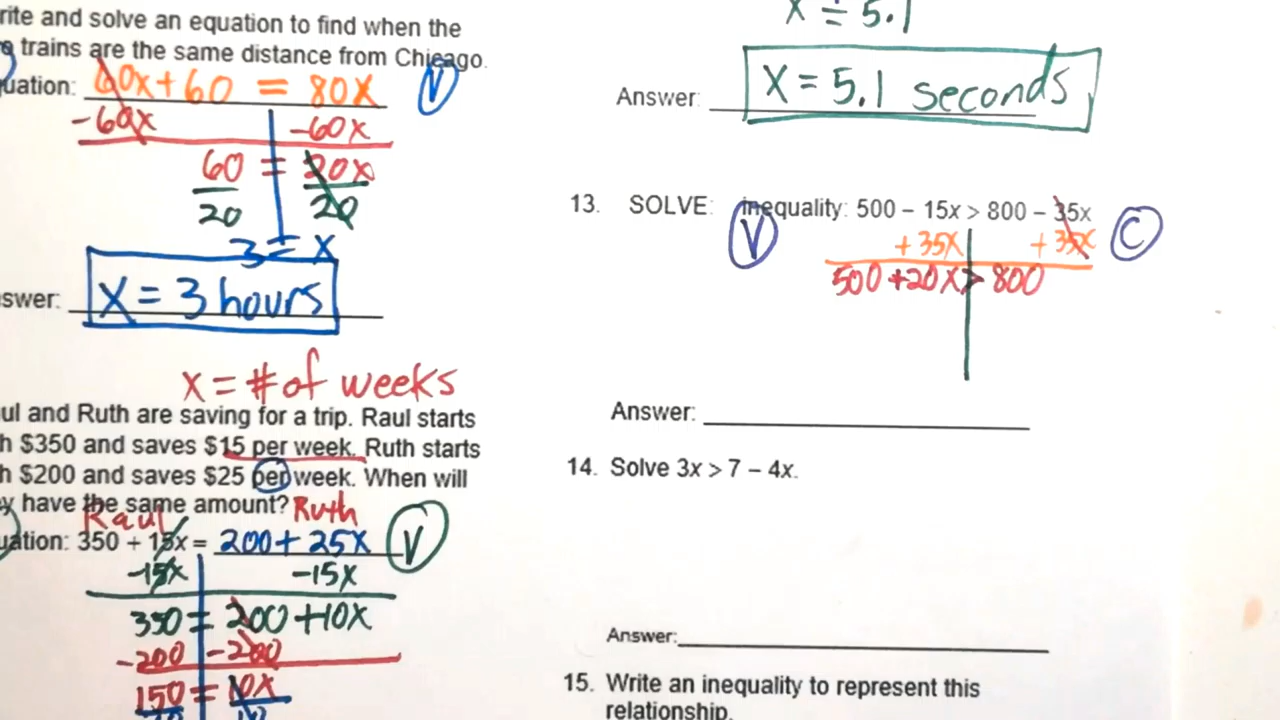 rite and solve an equation to find when the
trains are the same distance from Chicago.
uation: 60x + 60 = 80x V
-60x -60x
60 = 20x
20 20
3 = x
swer: x = 3 hours
x = # of weeks
ul and Ruth are saving for a trip. Raul starts
h $350 and saves $15 per week. Ruth starts
h $200 and saves $25 per week. When will
y have the same amount? Ruth
Raul
uation: 350 + 15x = 200 + 25x V
-15x -15x
350 = 200 + 10x
-200 -200
150 = 10x
x = 5.1
Answer: x = 5.1 seconds
13. SOLVE: inequality: 500 – 15x > 800 – 35x
V + 35x + 35x C
500 + 20x > 800
Answer:
14. Solve 3x > 7 – 4x.
Answer:
15. Write an inequality to represent this
relationship.